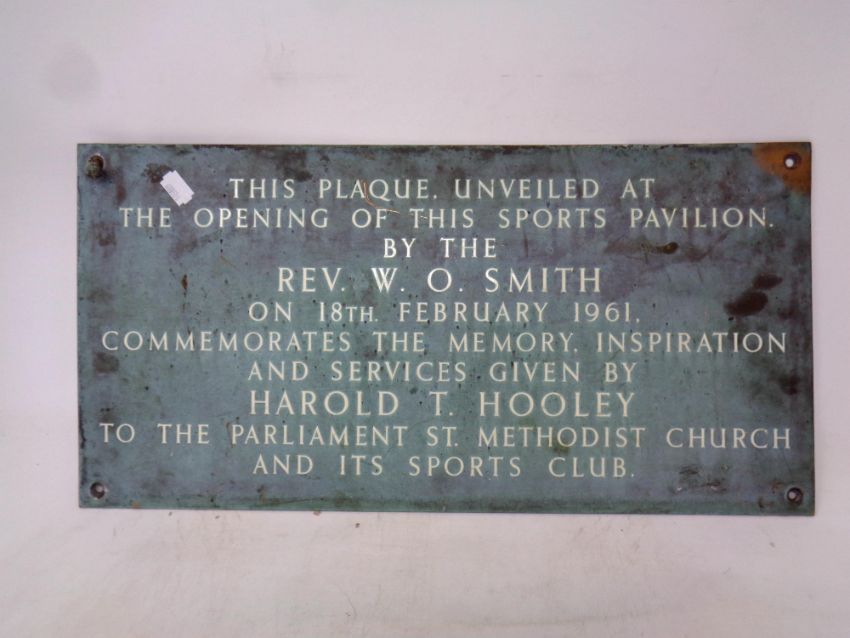 THIS PLAQUE, UNVEILED AT
THE OPENING OF THIS SPORTS PAVILION.
BY THE
REV. W. O. SMITH
ON 18TH. FEBRUARY 1961,
COMMEMORATES THE MEMORY, INSPIRATION
AND SERVICES GIVEN BY
HAROLD T. HOOLEY
TO THE PARLIAMENT ST. METHODIST CHURCH
AND ITS SPORTS CLUB.